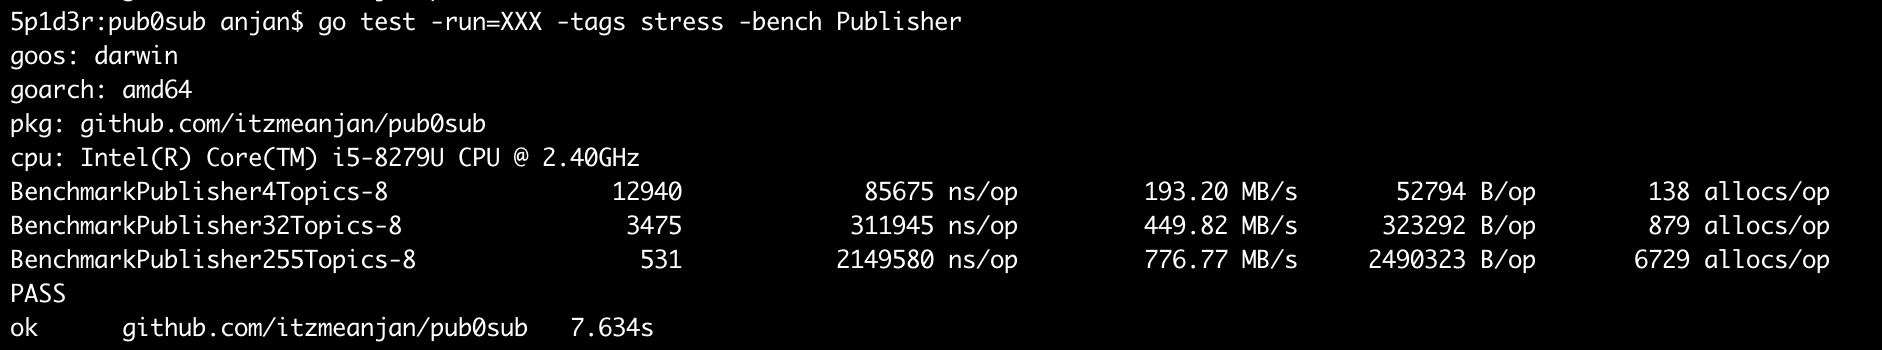 5p1d3r:pub0sub anjan$ go test -run=XXX -tags stress -bench Publisher
goos: darwin
goarch: amd64
pkg: github.com/itzmeanjan/pub0sub
cpu: Intel(R) Core(TM) i5-8279U CPU @ 2.40GHz
BenchmarkPublisher4Topics-8 12940 85675 ns/op 193.20 MB/s 52794 B/op 138 allocs/op
BenchmarkPublisher32Topics-8 3475 311945 ns/op 449.82 MB/s 323292 B/op 879 allocs/op
BenchmarkPublisher255Topics-8 531 2149580 ns/op 776.77 MB/s 2490323 B/op 6729 allocs/op
PASS
ok github.com/itzmeanjan/pub0sub 7.634s